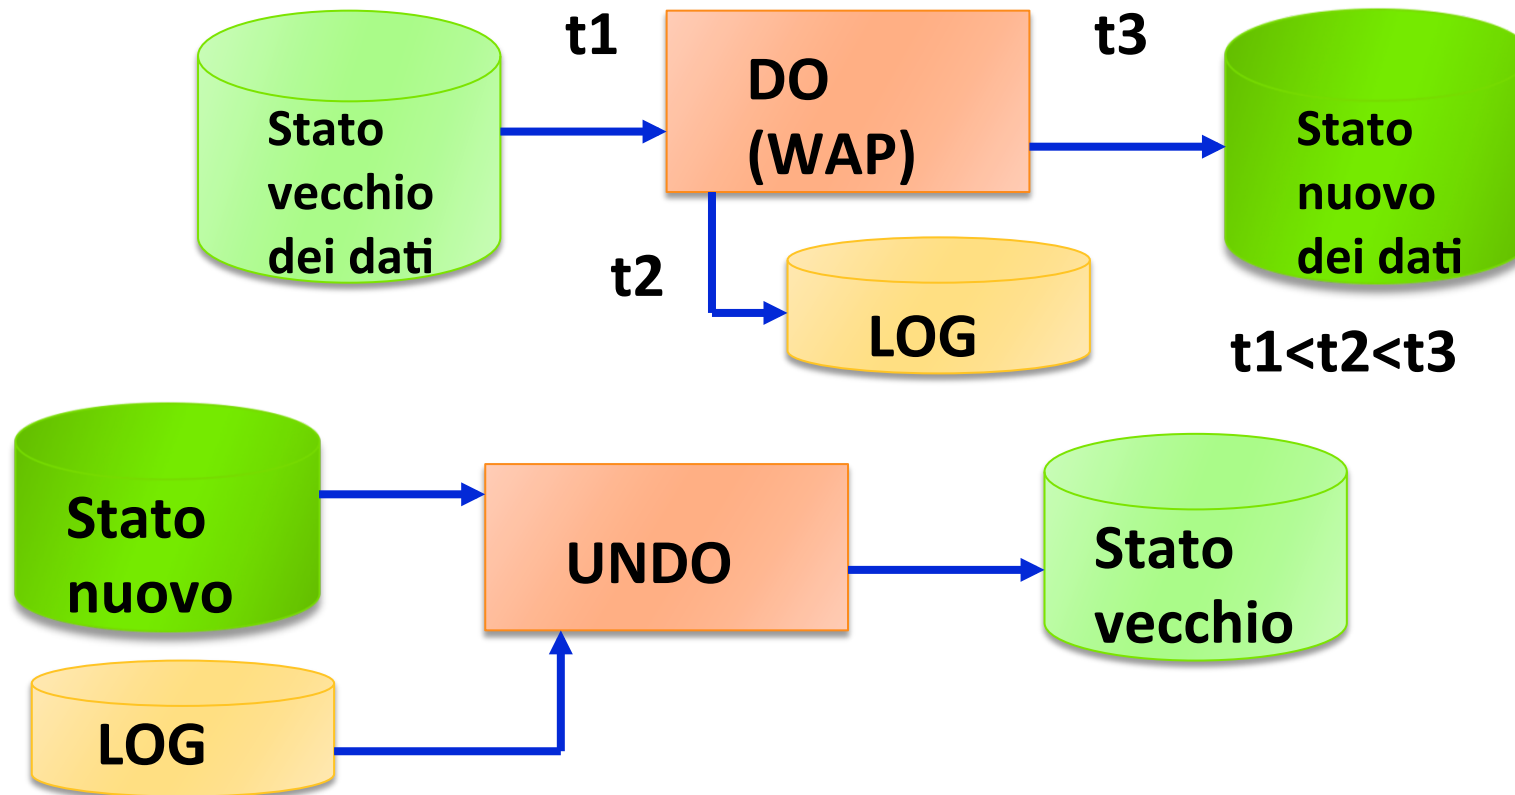 t1
t3
DO
(WAP)
Stato
vecchio
dei dati
Stato
nuovo
dei dati
t2
LOG
t1<t2<t3
Stato
nuovo
UNDO
Stato
vecchio
LOG